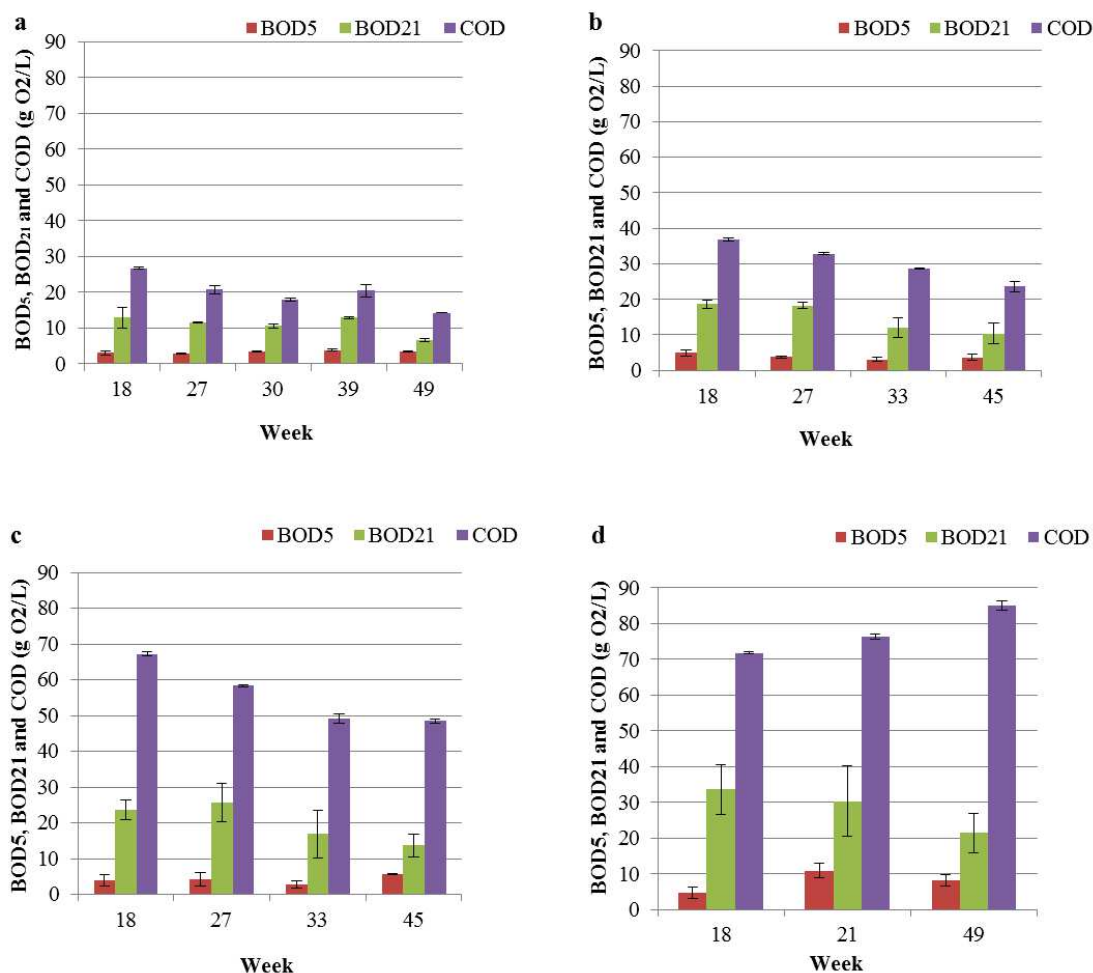 a
BOD5 BOD21 COD
BOD₅, BOD₂₁ and COD (g O2/L)
90
80
70
60
50
40
30
20
10
0
18 27 30 39 49
Week
b
BOD5 BOD21 COD
BOD5, BOD21 and COD (g O2/L)
90
80
70
60
50
40
30
20
10
0
18 27 33 45
Week
c
BOD5 BOD21 COD
BOD5, BOD21 and COD (g O2/L)
90
80
70
60
50
40
30
20
10
0
18 27 33 45
Week
d
BOD5 BOD21 COD
BOD5, BOD21 and COD (g O2/L)
90
80
70
60
50
40
30
20
10
0
18 21 49
Week